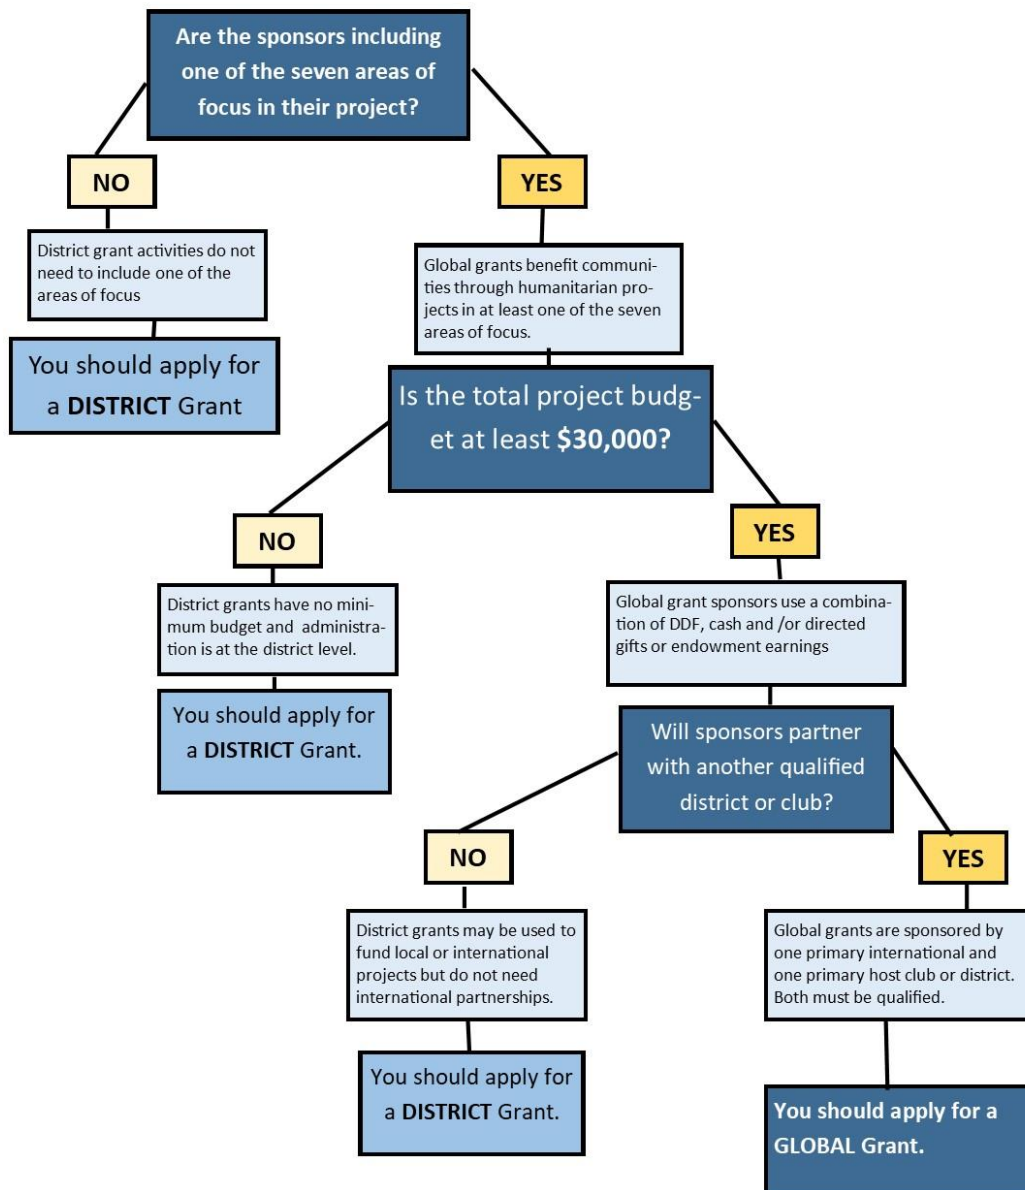 Are the sponsors including
one of the seven areas of
focus in their project?
NO
YES
District grant activities do not
need to include one of the
areas of focus
Global grants benefit communi-
ties through humanitarian pro-
jects in at least one of the seven
areas of focus.
You should apply for
a DISTRICT Grant
Is the total project budg-
et at least $30,000?
NO
YES
District grants have no mini-
mum budget and administra-
tion is at the district level.
Global grant sponsors use a combina-
tion of DDF, cash and /or directed
gifts or endowment earnings
You should apply for
a DISTRICT Grant.
Will sponsors partner
with another qualified
district or club?
NO
YES
District grants may be used to
fund local or international
projects but do not need
international partnerships.
Global grants are sponsored by
one primary international and
one primary host club or district.
Both must be qualified.
You should apply for
a DISTRICT Grant.
You should apply for a
GLOBAL Grant.